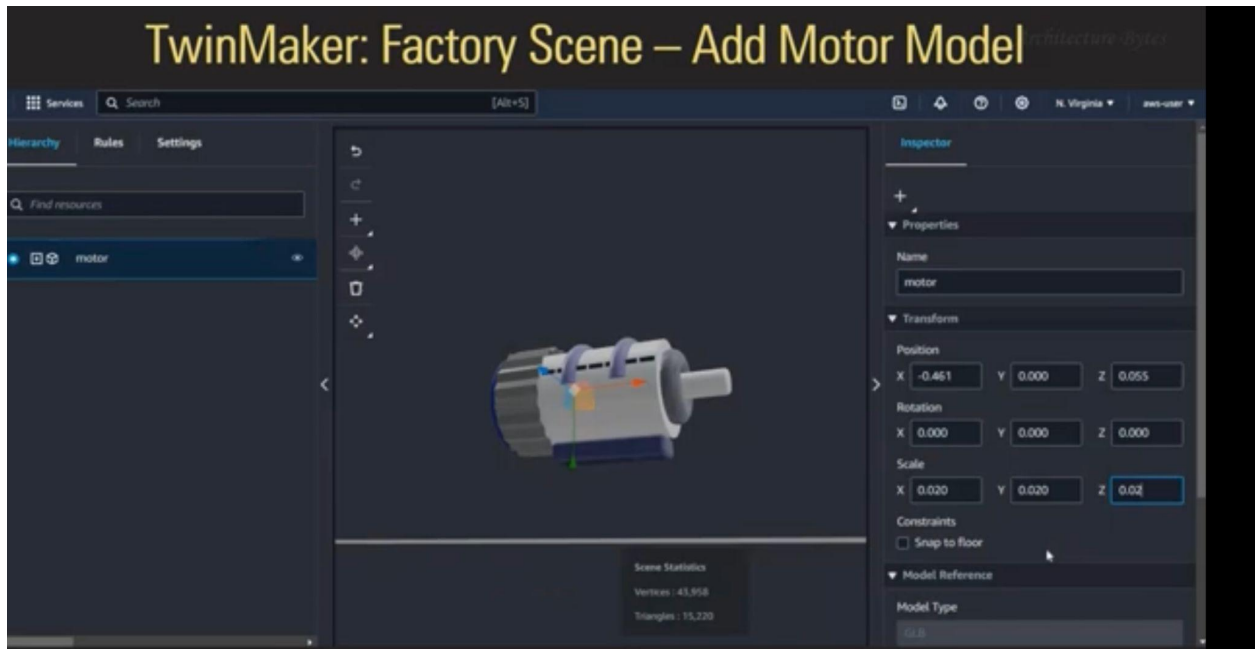 TwinMaker: Factory Scene – Add Motor Model
Architecture Bytes
Services
Search
[Alt+S]
N. Virginia
aws-user
Hierarchy
Rules
Settings
Inspector
Find resources
motor
Properties
Name
motor
Transform
Position
X -0.461 Y 0.000 Z 0.055
Rotation
X 0.000 Y 0.000 Z 0.000
Scale
X 0.020 Y 0.020 Z 0.02
Constraints
Snap to floor
Scene Statistics
Vertices : 43,958
Triangles : 15,220
Model Reference
Model Type
GLB